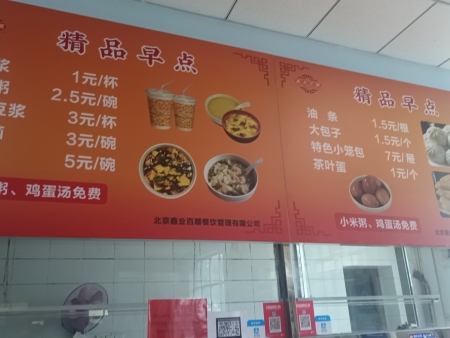 精品早点
浆 1元/杯
粥 2.5元/碗
豆浆 3元/杯
3元/碗
5元/碗
粥、鸡蛋汤免费
北京鑫业百顺餐饮管理有限公司
精品早点
油条 1.5元/根
大包子 1.5元/个
特色小笼包 7元/屉
茶叶蛋 1元/个
小米粥、鸡蛋汤免费